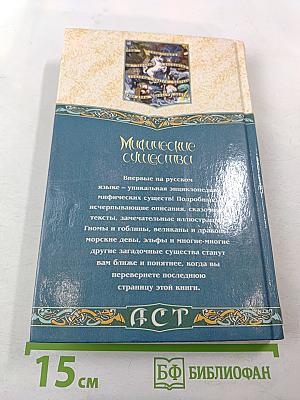 Мифические
существа
Впервые на русском
языке – уникальная энциклопедия
мифических существ! Подробные
исчерпывающие описания, сказочные
тексты, замечательные иллюстрации.
Гномы и гоблины, великаны и драконы,
морские девы, эльфы и многие-многие
другие загадочные существа станут
вам ближе и понятнее, когда вы
перевернете последнюю
страницу этой книги.
АСТ
15 см
БФ БИБЛИОФАН